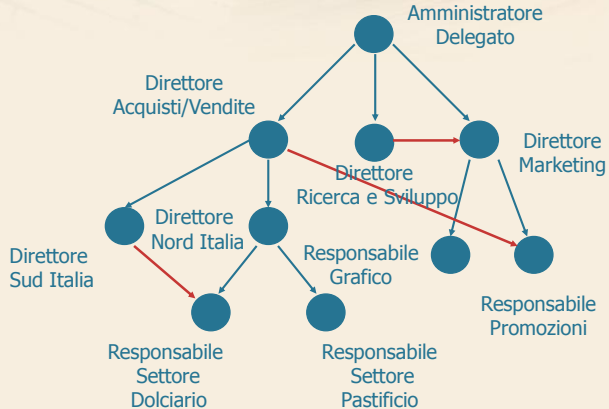 Amministratore
Delegato
Direttore
Acquisti/Vendite
Direttore
Marketing
Direttore
Ricerca e Sviluppo
Direttore
Nord Italia
Direttore
Sud Italia
Responsabile
Grafico
Responsabile
Promozioni
Responsabile
Settore
Dolciario
Responsabile
Settore
Pastificio